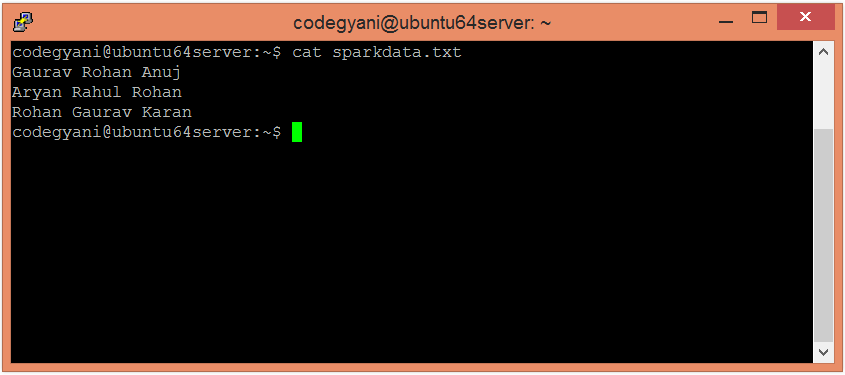 codegyani@ubuntu64server: ~
codegyani@ubuntu64server:~$ cat sparkdata.txt
Gaurav Rohan Anuj
Aryan Rahul Rohan
Rohan Gaurav Karan
codegyani@ubuntu64server:~$